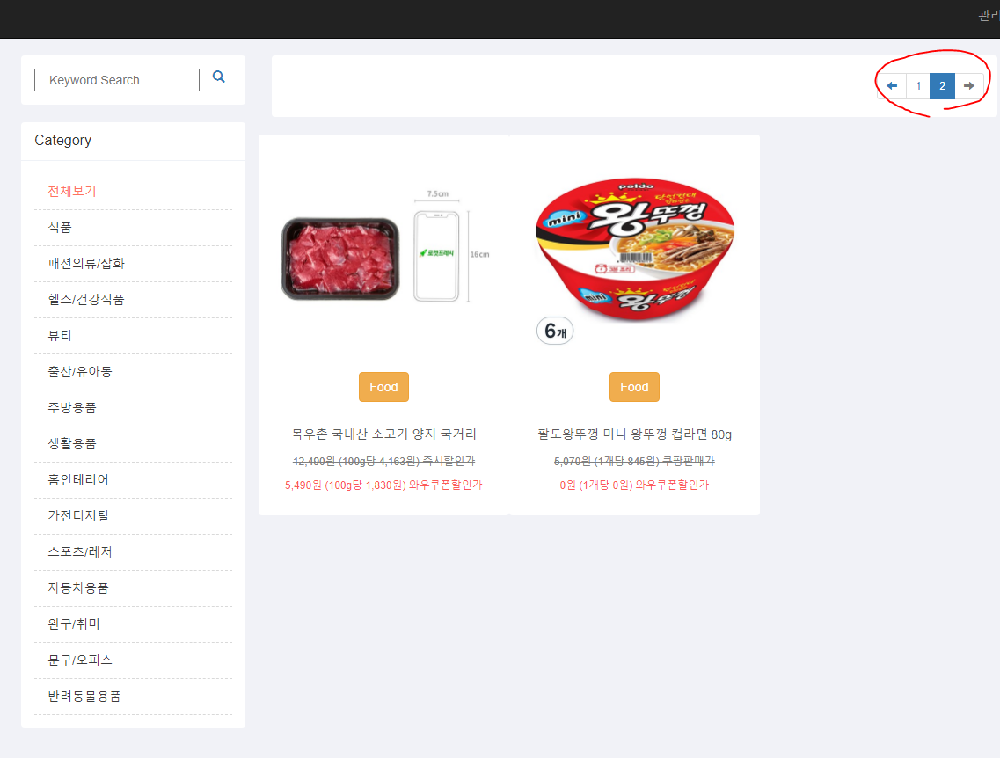 관리
Keyword Search
1 2
Category
전체보기
식품
패션의류/잡화
헬스/건강식품
뷰티
출산/유아동
주방용품
생활용품
홈인테리어
가전디지털
스포츠/레저
자동차용품
완구/취미
문구/오피스
반려동물용품
7.5cm
로켓프레시
16cm
Food
목우촌 국내산 소고기 양지 국거리
12,490원 (100g당 4,163원) 즉시할인가
5,490원 (100g당 1,830원) 와우쿠폰할인가
paldo
mini 왕뚜껑
mini 왕뚜껑
6개
Food
팔도왕뚜껑 미니 왕뚜껑 컵라면 80g
5,070원 (1개당 845원) 쿠팡판매가
0원 (1개당 0원) 와우쿠폰할인가